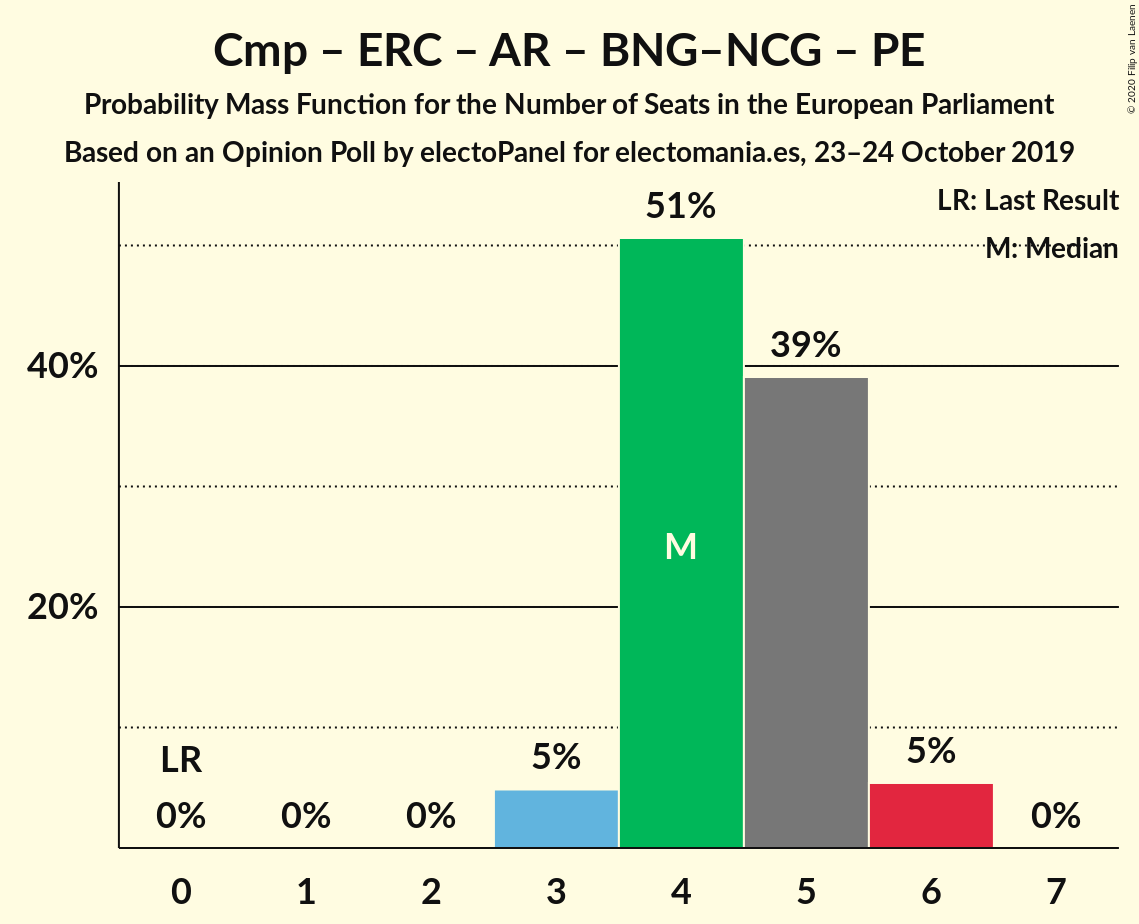 Cmp – ERC – AR – BNG–NCG – PE
Probability Mass Function for the Number of Seats in the European Parliament
Based on an Opinion Poll by electoPanel for electomania.es, 23–24 October 2019
© 2020 Filip van Laenen
LR: Last Result
M: Median
51%
39%
40%
M
20%
LR
5%
5%
0%
0%
0%
0%
0
1
2
3
4
5
6
7